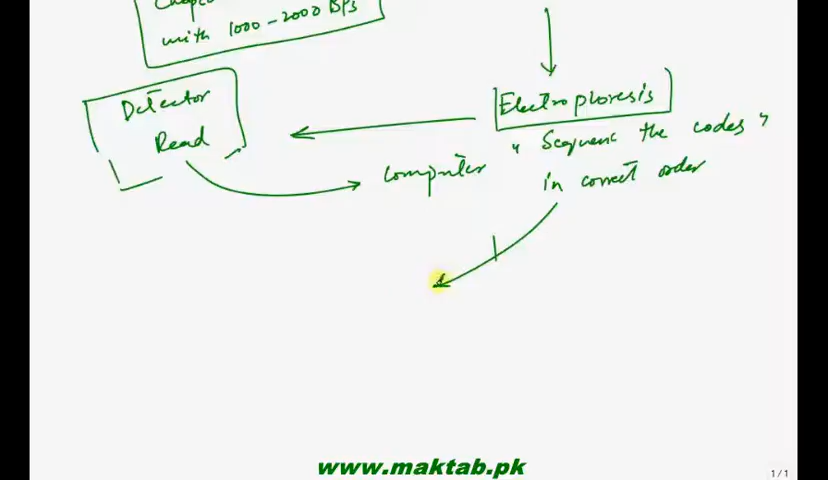 with 1000-2000 BPs
Detector
Read
Electrophoresis
" Sequence the codes "
in correct order
computer
www.maktab.pk
1/1